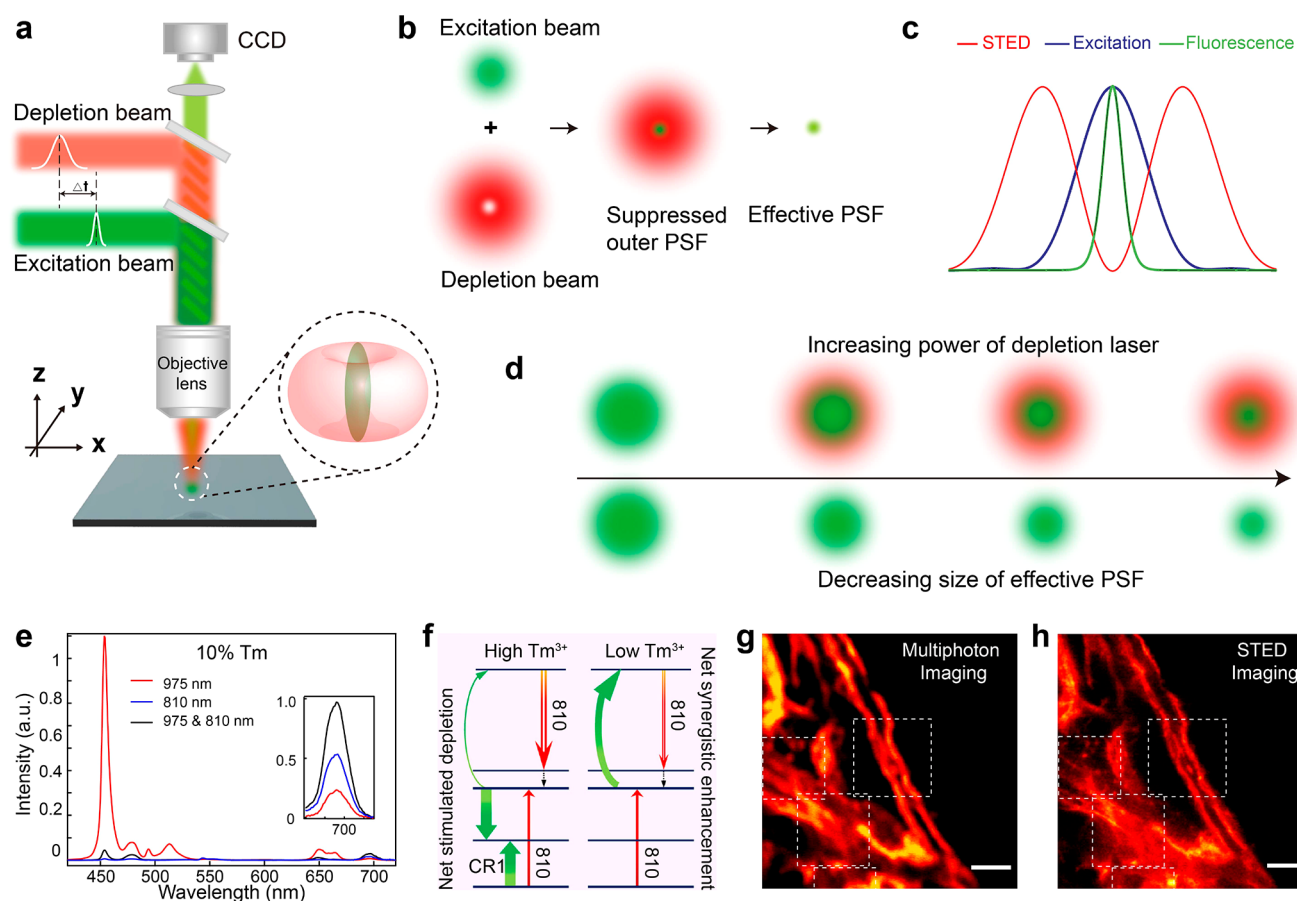 a
CCD
Depletion beam
△t
Excitation beam
Objective
lens
z
y
x
b
Excitation beam
+
Depletion beam
Suppressed
outer PSF
Effective PSF
c
STED
Excitation
Fluorescence
d
Increasing power of depletion laser
Decreasing size of effective PSF
e
10% Tm
975 nm
810 nm
975 & 810 nm
Intensity (a.u.)
1
0.8
0.6
0.4
0.2
0
450
500
550
600
650
700
Wavelength (nm)
1.0
0.5
0
700
f
High Tm³⁺
Low Tm³⁺
Net stimulated depletion
Net synergistic enhancement
810
810
CR1
810
810
g
Multiphoton
Imaging
h
STED
Imaging